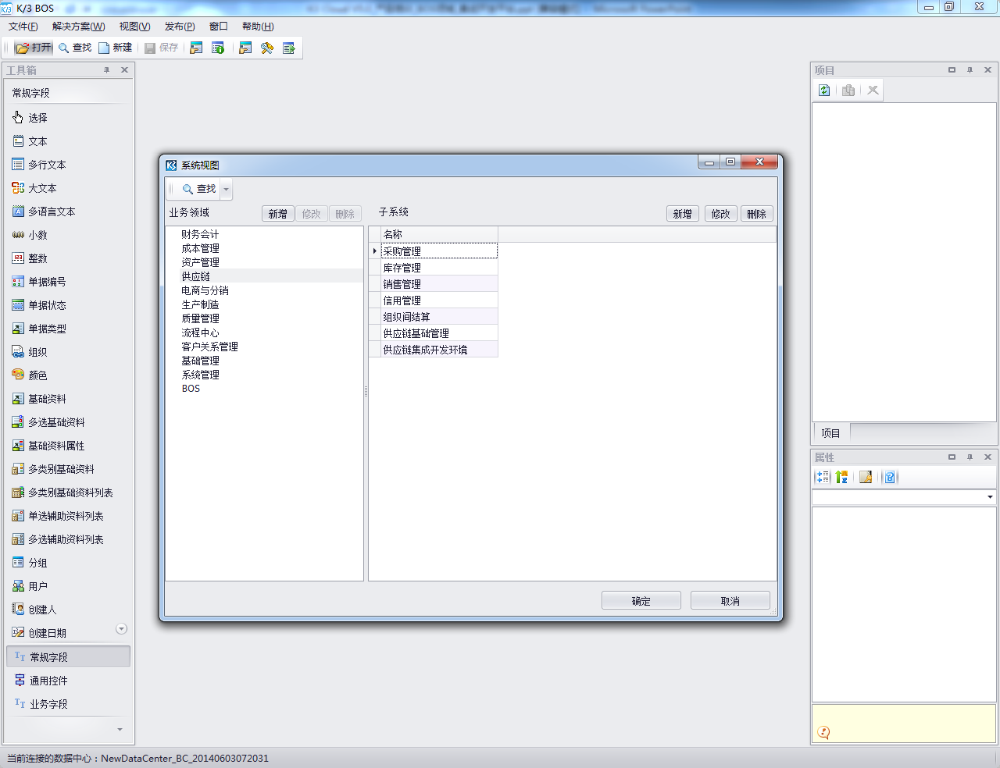 K/3 BOS
文件(F) 解决方案(W) 视图(V) 发布(P) 窗口 帮助(H)
打开 查找 新建 保存
工具箱
常规字段
选择
文本
多行文本
大文本
多语言文本
小数
整数
单据编号
单据状态
单据类型
组织
颜色
基础资料
多选基础资料
基础资料属性
多类别基础资料
多类别基础资料列表
单选辅助资料列表
多选辅助资料列表
分组
用户
创建人
创建日期
常规字段
通用控件
业务字段
系统视图
查找
业务领域 新增 修改 删除
财务会计
成本管理
资产管理
供应链
电商与分销
生产制造
质量管理
流程中心
客户关系管理
基础管理
系统管理
BOS
子系统 新增 修改 删除
名称
采购管理
库存管理
销售管理
信用管理
组织间结算
供应链基础管理
供应链集成开发环境
确定 取消
项目
项目
属性
当前连接的数据中心：NewDataCenter_BC_20140603072031